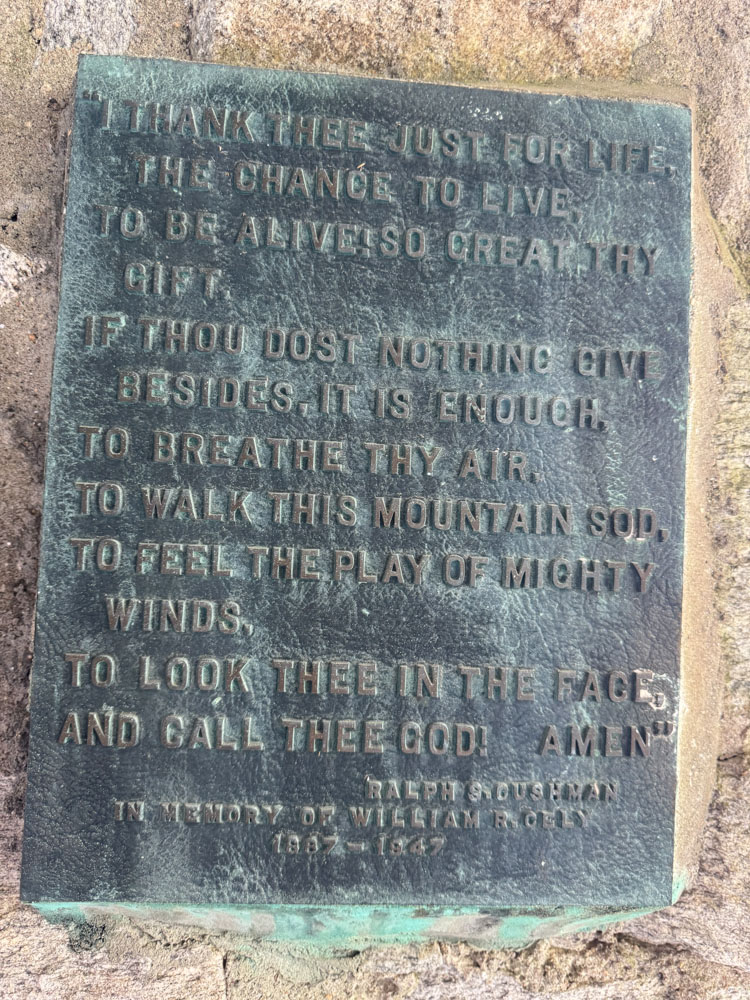 "I THANK THEE JUST FOR LIFE,
THE CHANCE TO LIVE,
TO BE ALIVE! SO GREAT THY
GIFT,
IF THOU DOST NOTHING GIVE
BESIDES, IT IS ENOUGH,
TO BREATHE THY AIR,
TO WALK THIS MOUNTAIN SOD,
TO FEEL THE PLAY OF MIGHTY
WINDS,
TO LOOK THEE IN THE FACE,
AND CALL THEE GOD! AMEN"
RALPH S. CUSHMAN
IN MEMORY OF WILLIAM R. CELY
1887 – 1947